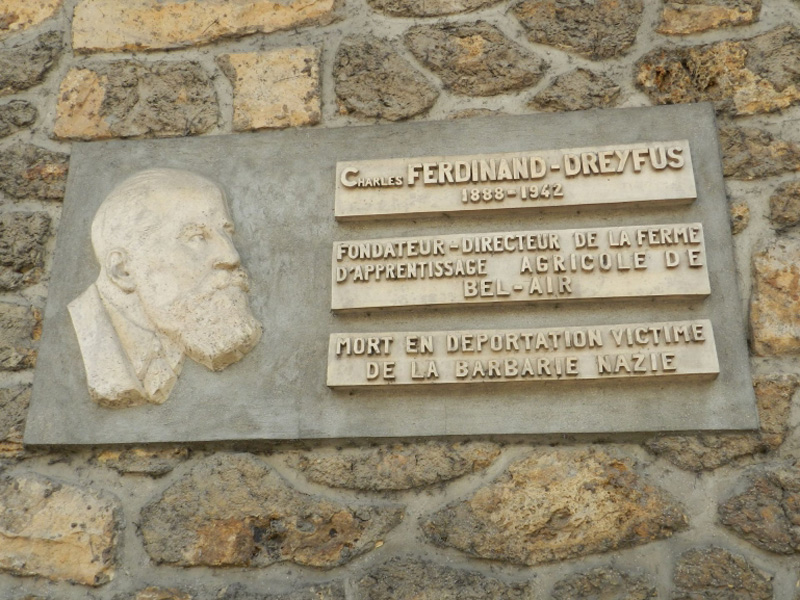 CHARLES FERDINAND-DREYFUS
1888-1942
FONDATEUR-DIRECTEUR DE LA FERME
D'APPRENTISSAGE AGRICOLE DE
BEL-AIR
MORT EN DEPORTATION VICTIME
DE LA BARBARIE NAZIE